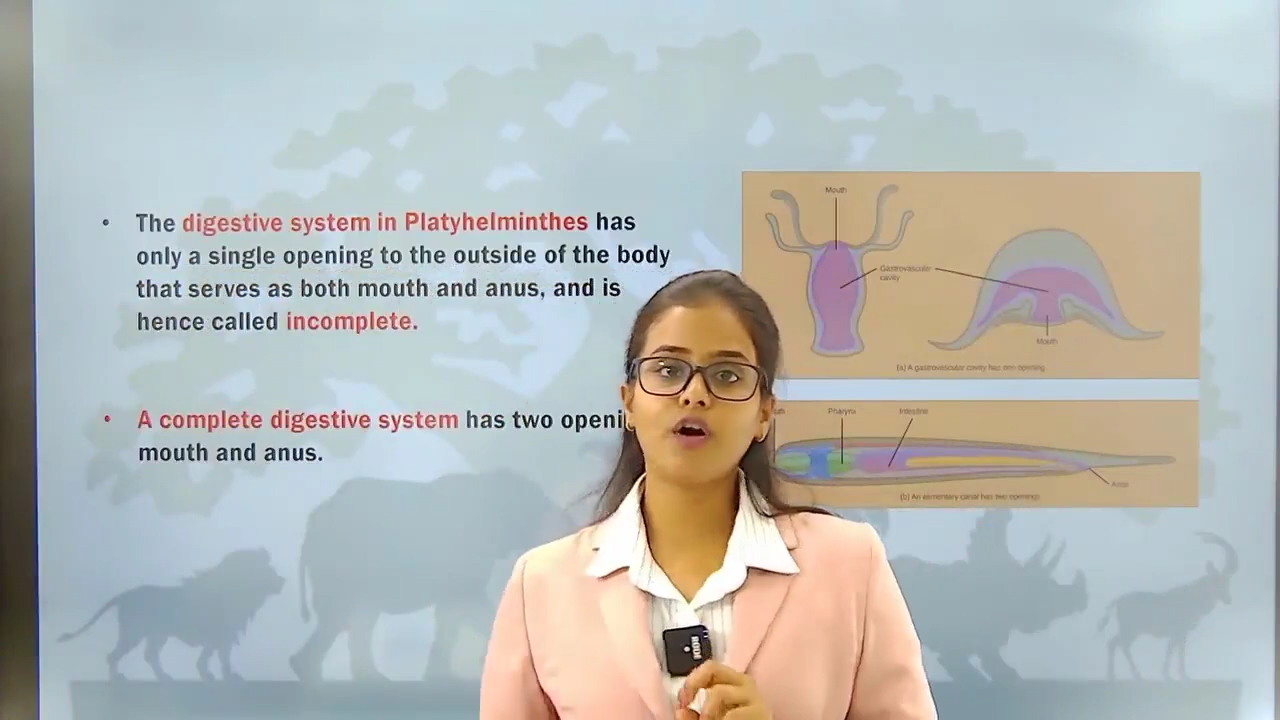 The digestive system in Platyhelminthes has
only a single opening to the outside of the body
that serves as both mouth and anus, and is
hence called incomplete.
A complete digestive system has two openi
mouth and anus.
Mouth
Gastrovascular
cavity
Mouth
(a) A gastrovascular cavity has one opening.
Pharynx
Intestine
Anus
(b) An elementary canal has two openings.
RODE